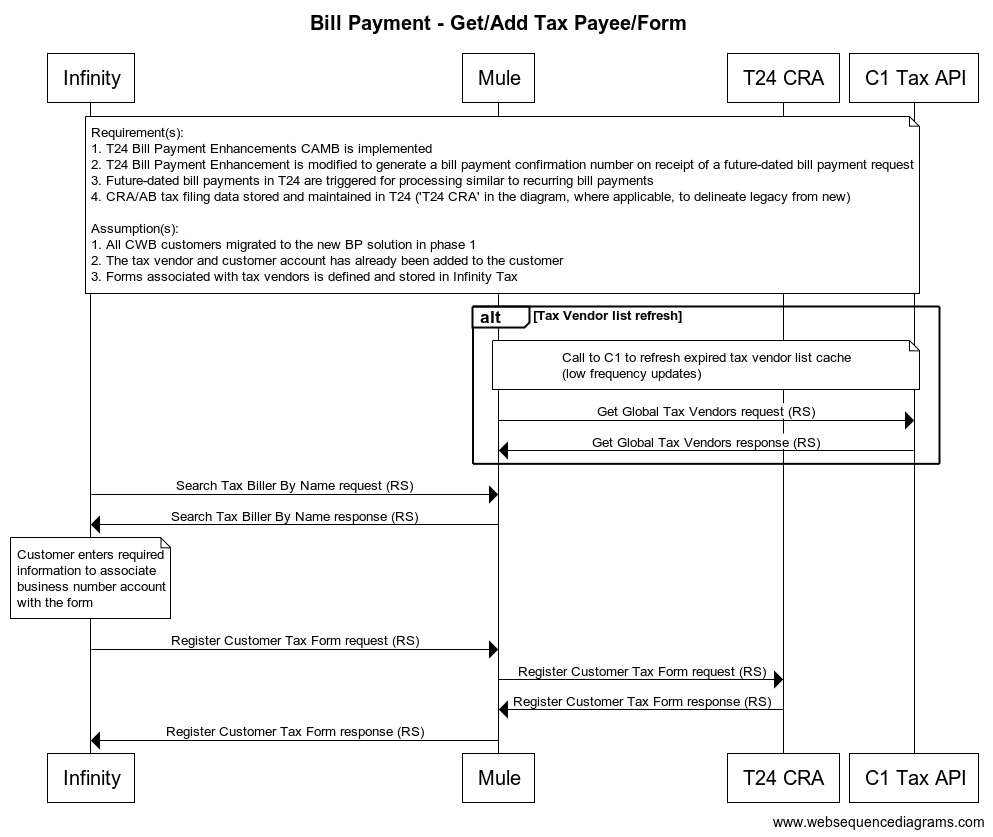 Bill Payment - Get/Add Tax Payee/Form
Infinity
Mule
T24 CRA
C1 Tax API
Requirement(s):
1. T24 Bill Payment Enhancements CAMB is implemented
2. T24 Bill Payment Enhancement is modified to generate a bill payment confirmation number on receipt of a future-dated bill payment request
3. Future-dated bill payments in T24 are triggered for processing similar to recurring bill payments
4. CRA/AB tax filing data stored and maintained in T24 ('T24 CRA' in the diagram, where applicable, to delineate legacy from new)
Assumption(s):
1. All CWB customers migrated to the new BP solution in phase 1
2. The tax vendor and customer account has already been added to the customer
3. Forms associated with tax vendors is defined and stored in Infinity Tax
alt [Tax Vendor list refresh]
Call to C1 to refresh expired tax vendor list cache
(low frequency updates)
Get Global Tax Vendors request (RS)
Get Global Tax Vendors response (RS)
Search Tax Biller By Name request (RS)
Search Tax Biller By Name response (RS)
Customer enters required
information to associate
business number account
with the form
Register Customer Tax Form request (RS)
Register Customer Tax Form request (RS)
Register Customer Tax Form response (RS)
Register Customer Tax Form response (RS)
Infinity
Mule
T24 CRA
C1 Tax API
www.websequencediagrams.com